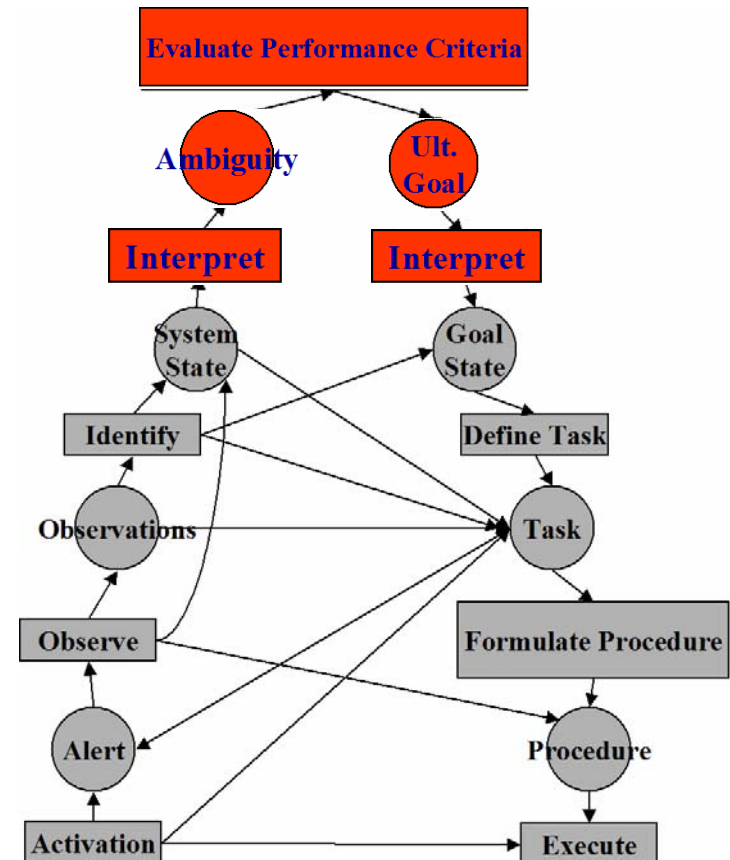 Evaluate Performance Criteria
Ambiguity
Ult.
Goal
Interpret
Interpret
System
State
Goal
State
Identify
Define Task
Observations
Task
Observe
Formulate Procedure
Alert
Procedure
Activation
Execute